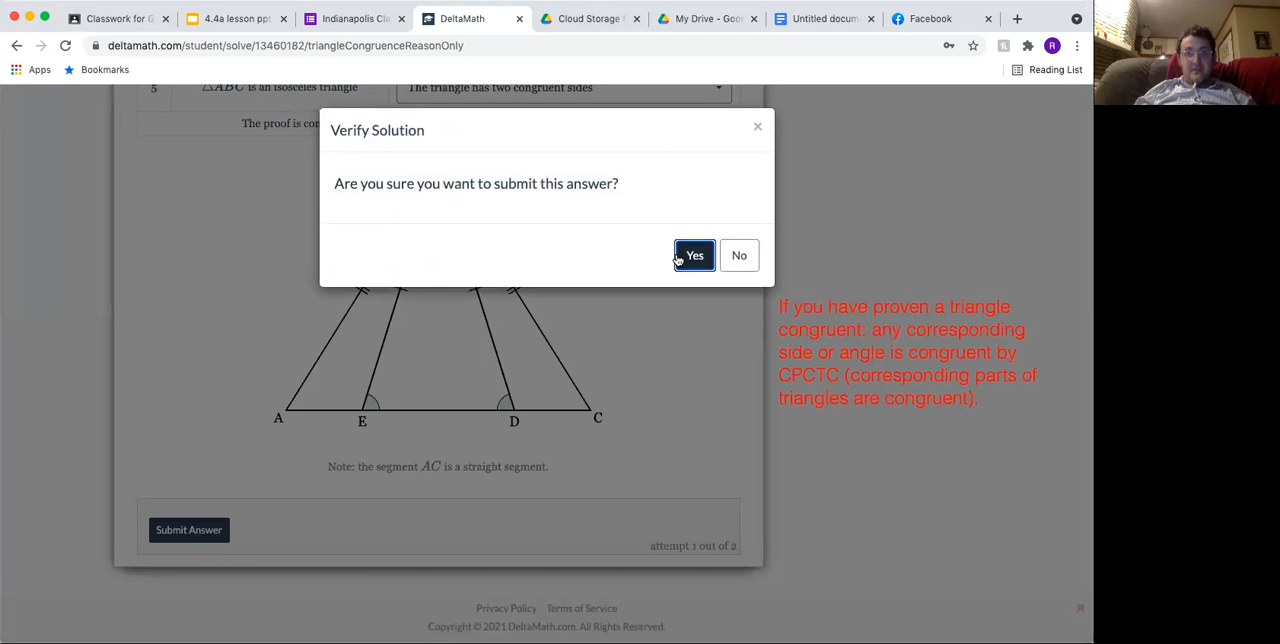 Classwork for G
4.4a lesson ppt
Indianapolis Cla
DeltaMath
Cloud Storage f
My Drive - Goo
Untitled docum
Facebook
deltamath.com/student/solve/13460182/triangleCongruenceReasonOnly
R
Apps
Bookmarks
Reading List
5
△ABC is an isosceles triangle
The triangle has two congruent sides
The proof is con
Verify Solution
×
Are you sure you want to submit this answer?
Yes
No
If you have proven a triangle
congruent: any corresponding
side or angle is congruent by
CPCTC (corresponding parts of
triangles are congruent).
A
E
D
C
Note: the segment AC is a straight segment.
Submit Answer
attempt 1 out of 2
Privacy Policy
Terms of Service
Copyright © 2021 DeltaMath.com. All Rights Reserved.